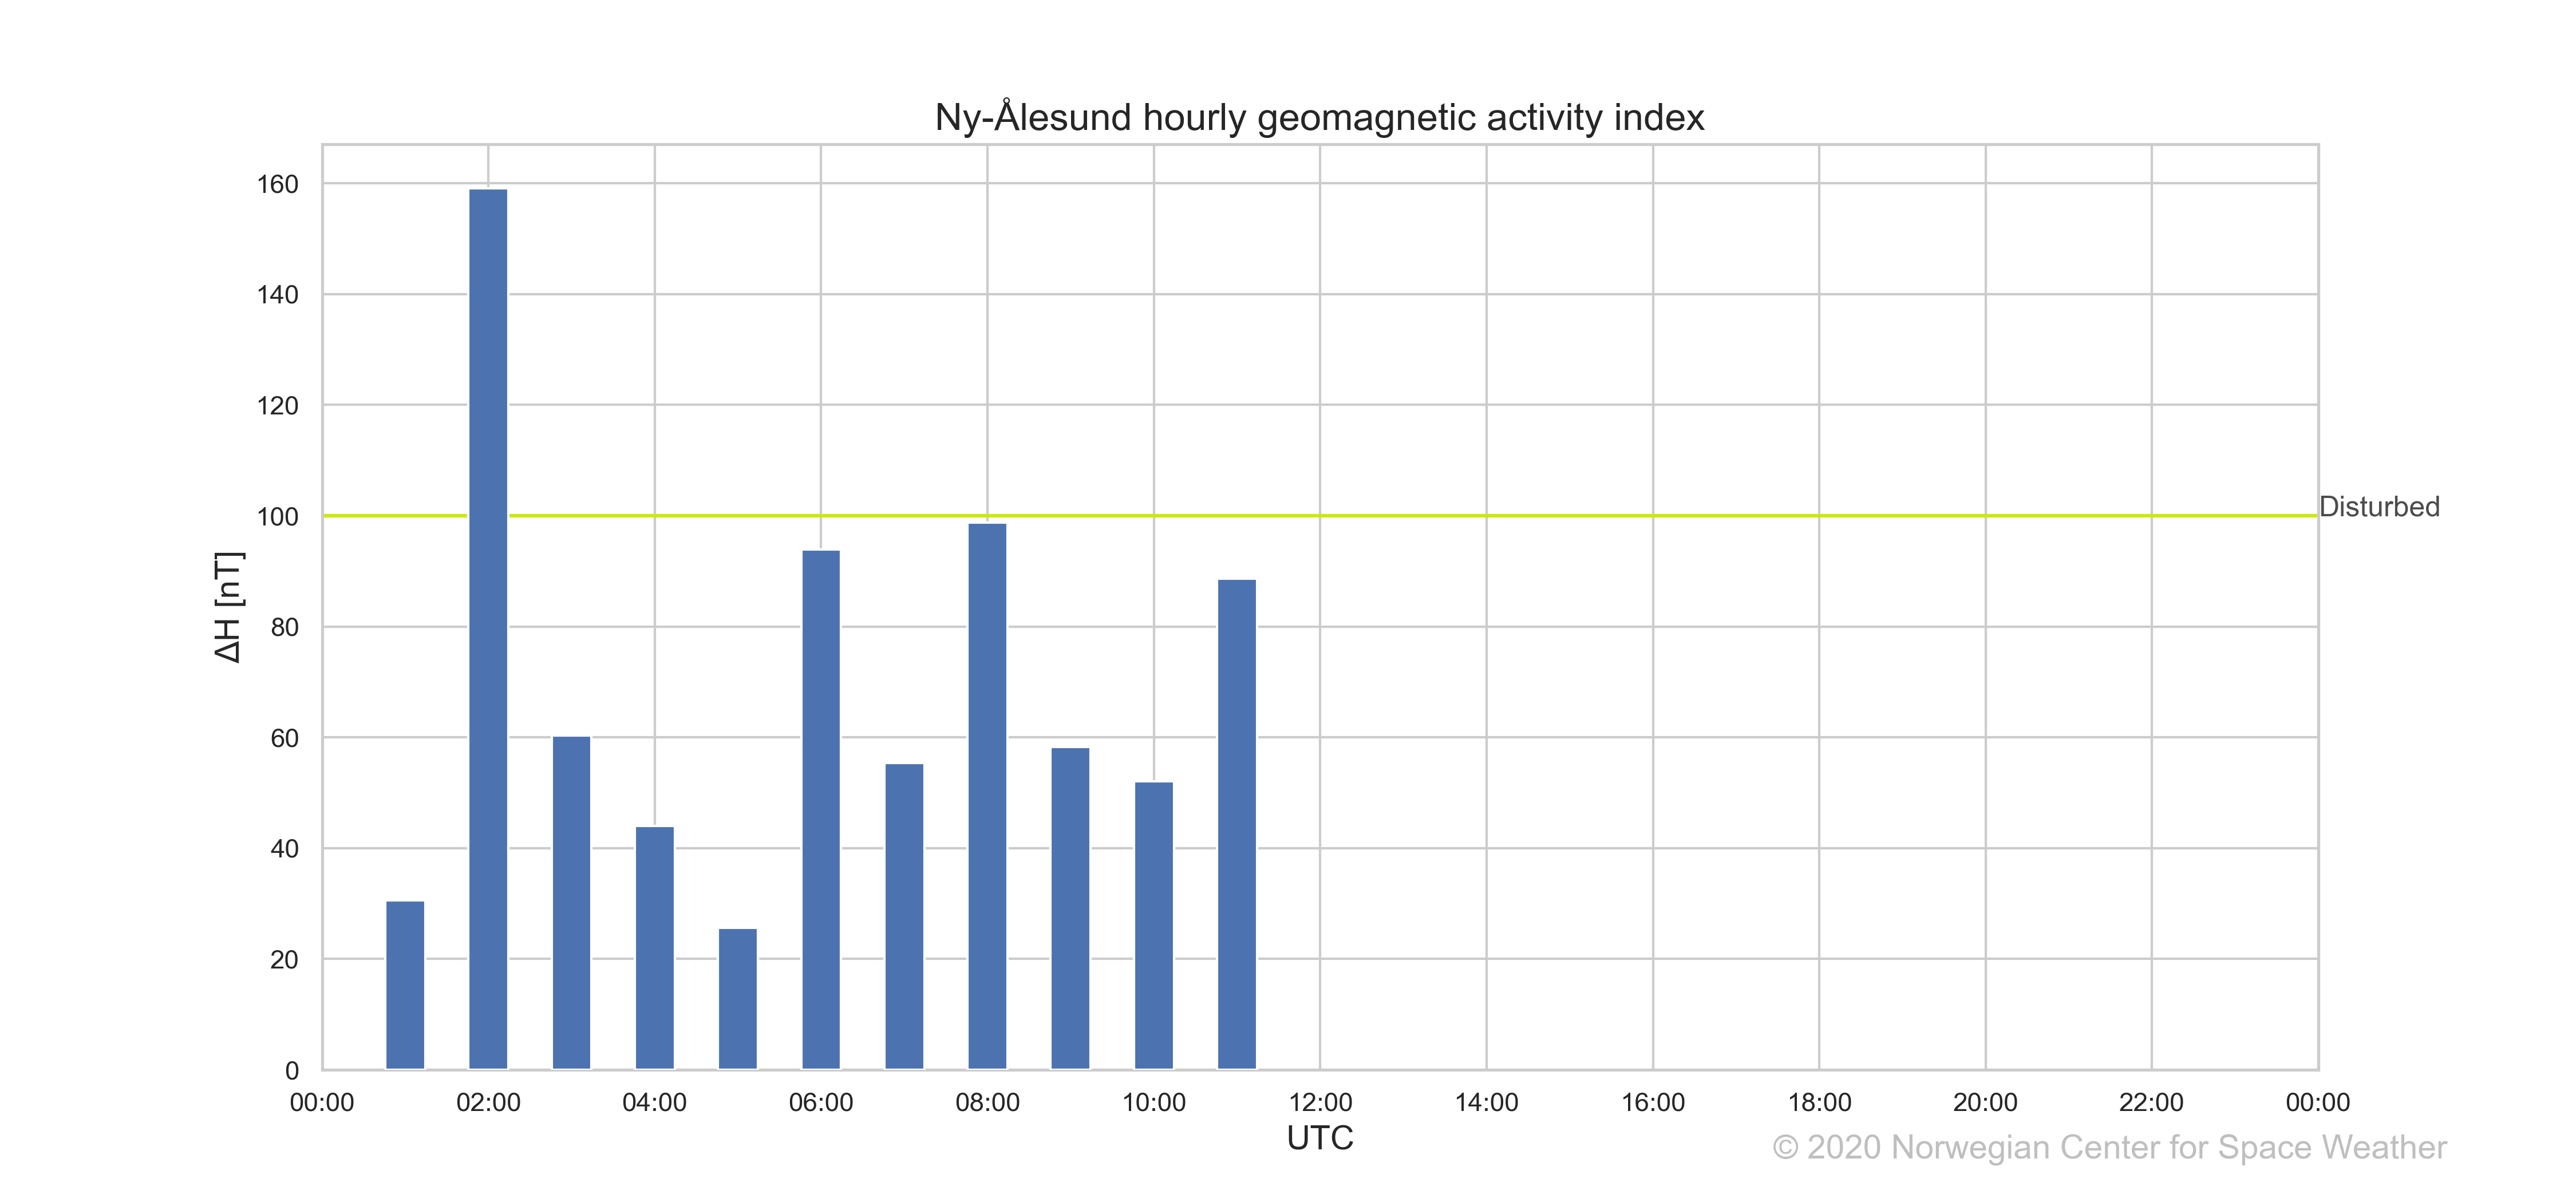 Ny-Ålesund hourly geomagnetic activity index
160
140
120
100
80
60
40
20
0
ΔH [nT]
Disturbed
00:00 02:00 04:00 06:00 08:00 10:00 12:00 14:00 16:00 18:00 20:00 22:00 00:00
UTC
© 2020 Norwegian Center for Space Weather